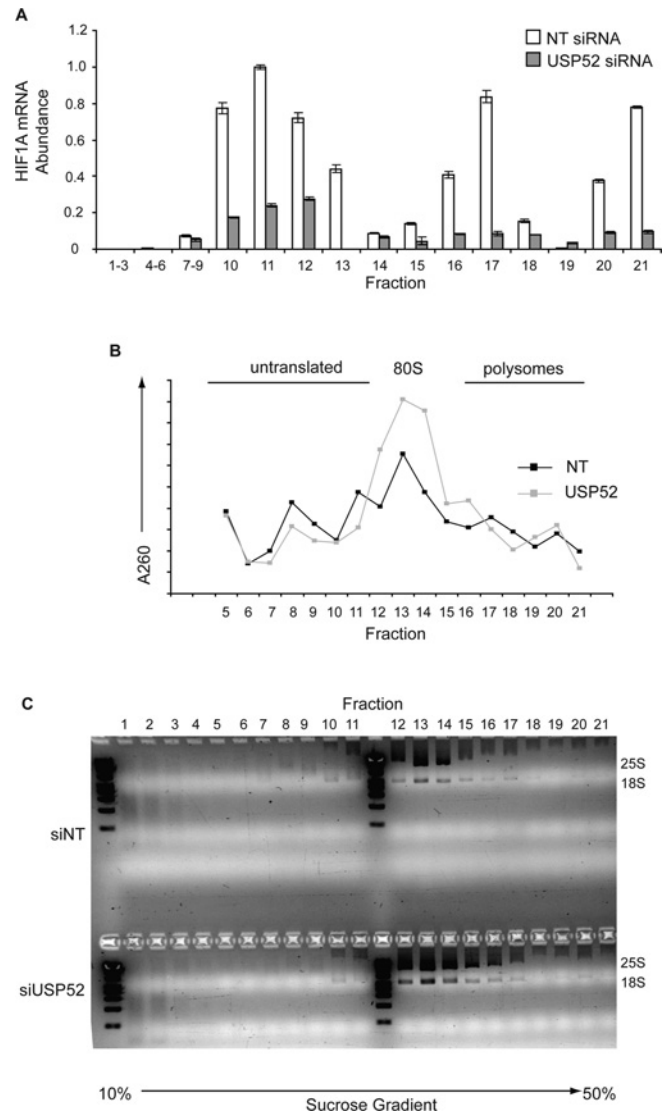 A
NT siRNA
USP52 siRNA
HIF1A mRNA
Abundance
1.2
1.0
0.8
0.6
0.4
0.2
0
1-3 4-6 7-9 10 11 12 13 14 15 16 17 18 19 20 21
Fraction
B
untranslated 80S polysomes
NT
USP52
A260
5 6 7 8 9 10 11 12 13 14 15 16 17 18 19 20 21
Fraction
C
Fraction
1 2 3 4 5 6 7 8 9 10 11 12 13 14 15 16 17 18 19 20 21
25S
18S
siNT
25S
18S
siUSP52
10% 50%
Sucrose Gradient